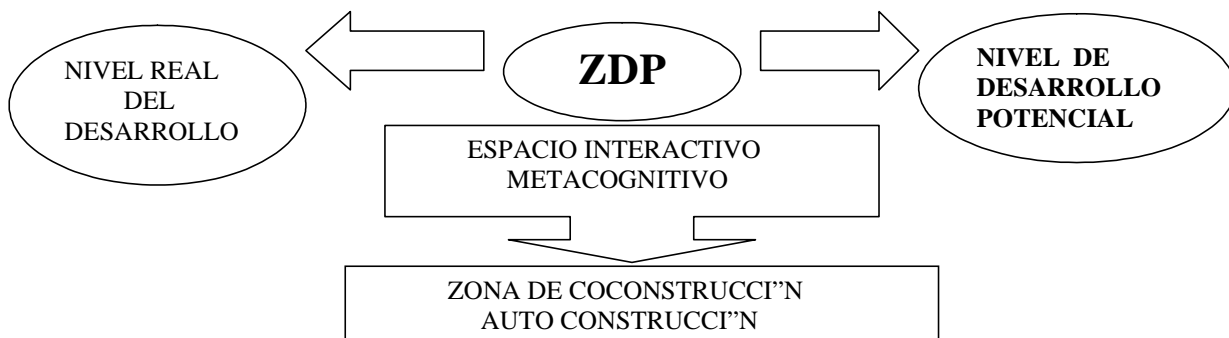 NIVEL REAL
DEL
DESARROLLO
ZDP
NIVEL DE
DESARROLLO
POTENCIAL
ESPACIO INTERACTIVO
METACOGNITIVO
ZONA DE COCONSTRUCCI”N
AUTO CONSTRUCCI”N